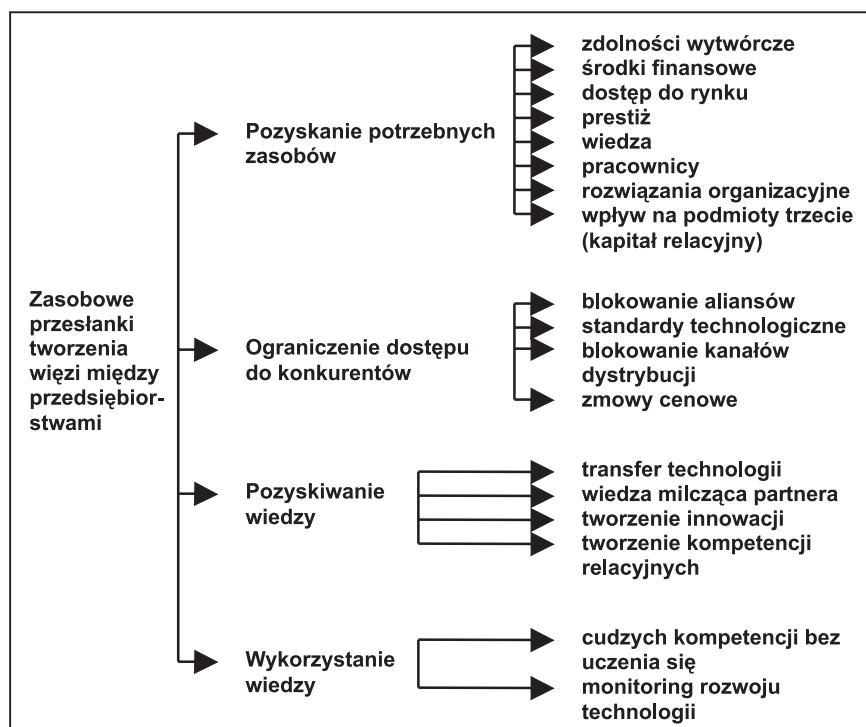 Zasobowe
przesłanki
tworzenia
więzi między
przedsiębior-
stwami
Pozyskanie potrzebnych
zasobów
zdolności wytwórcze
środki finansowe
dostęp do rynku
prestiż
wiedza
pracownicy
rozwiązania organizacyjne
wpływ na podmioty trzecie
(kapitał relacyjny)
Ograniczenie dostępu
do konkurentów
blokowanie aliansów
standardy technologiczne
blokowanie kanałów
dystrybucji
zmowy cenowe
Pozyskiwanie
wiedzy
transfer technologii
wiedza milcząca partnera
tworzenie innowacji
tworzenie kompetencji
relacyjnych
Wykorzystanie
wiedzy
cudzych kompetencji bez
uczenia się
monitoring rozwoju
technologii